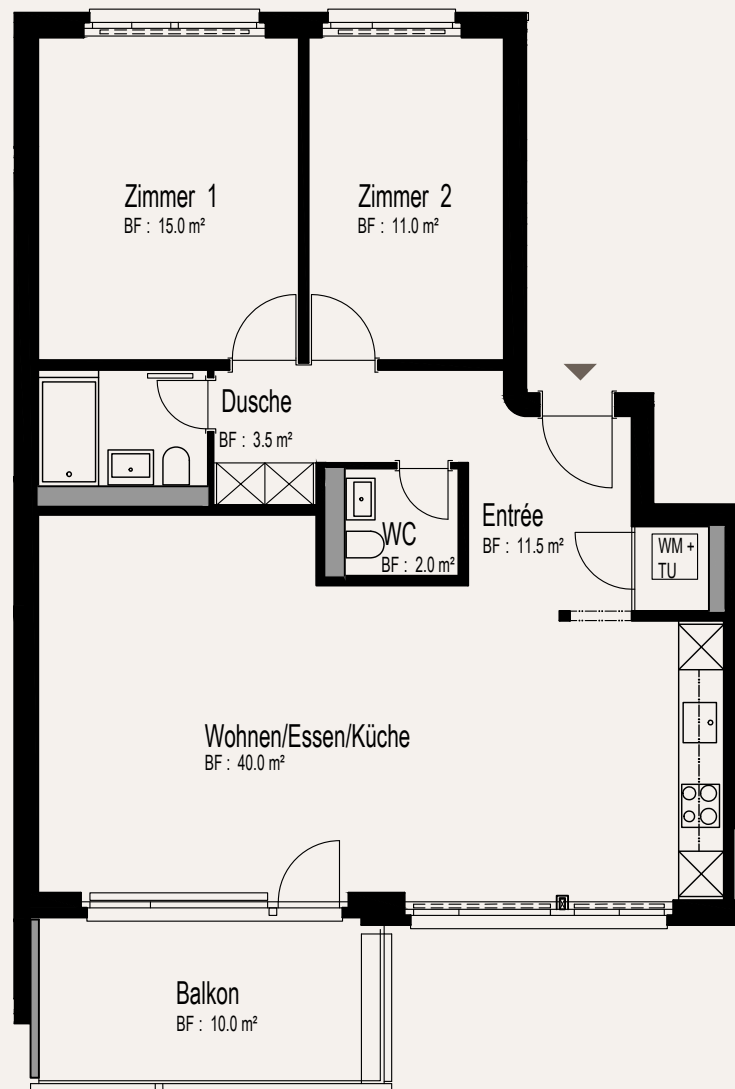 Zimmer 1
BF : 15.0 m²
Zimmer 2
BF : 11.0 m²
Dusche
BF : 3.5 m²
WC
BF : 2.0 m²
Entrée
BF : 11.5 m²
WM +
TU
Wohnen/Essen/Küche
BF : 40.0 m²
Balkon
BF : 10.0 m²